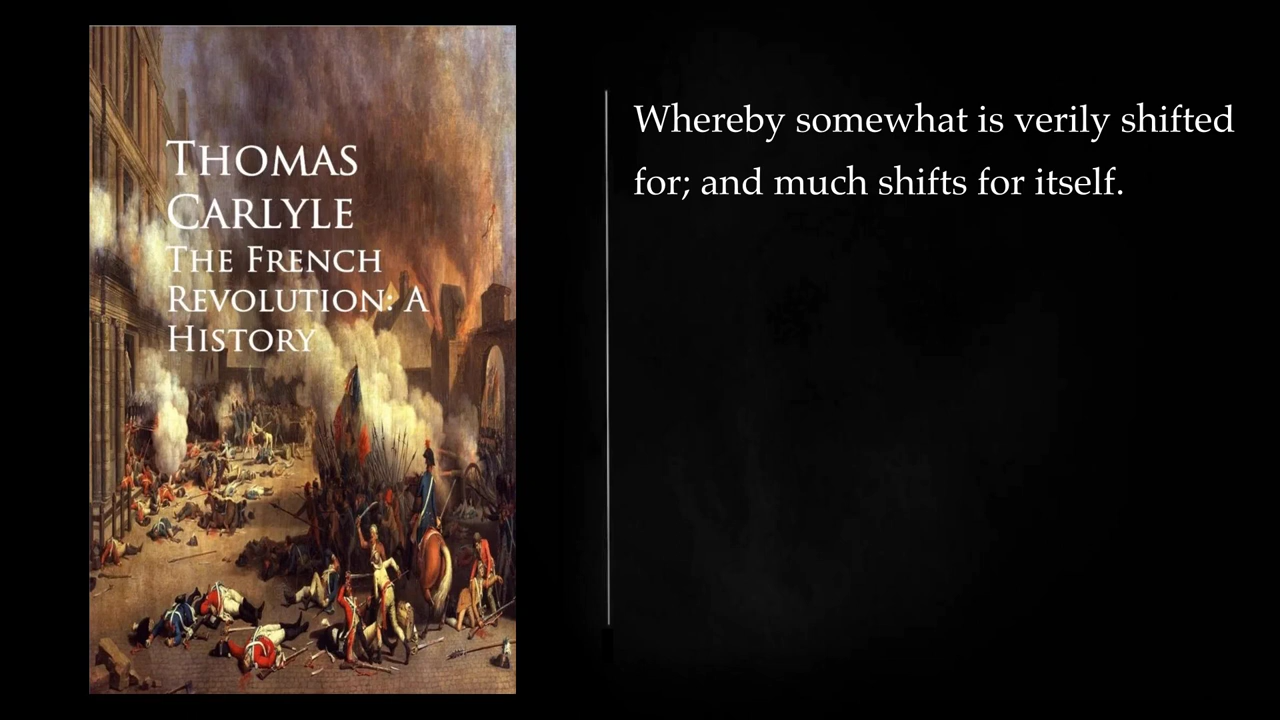 THOMAS
CARLYLE
THE FRENCH
REVOLUTION: A
HISTORY
Whereby somewhat is verily shifted
for; and much shifts for itself.